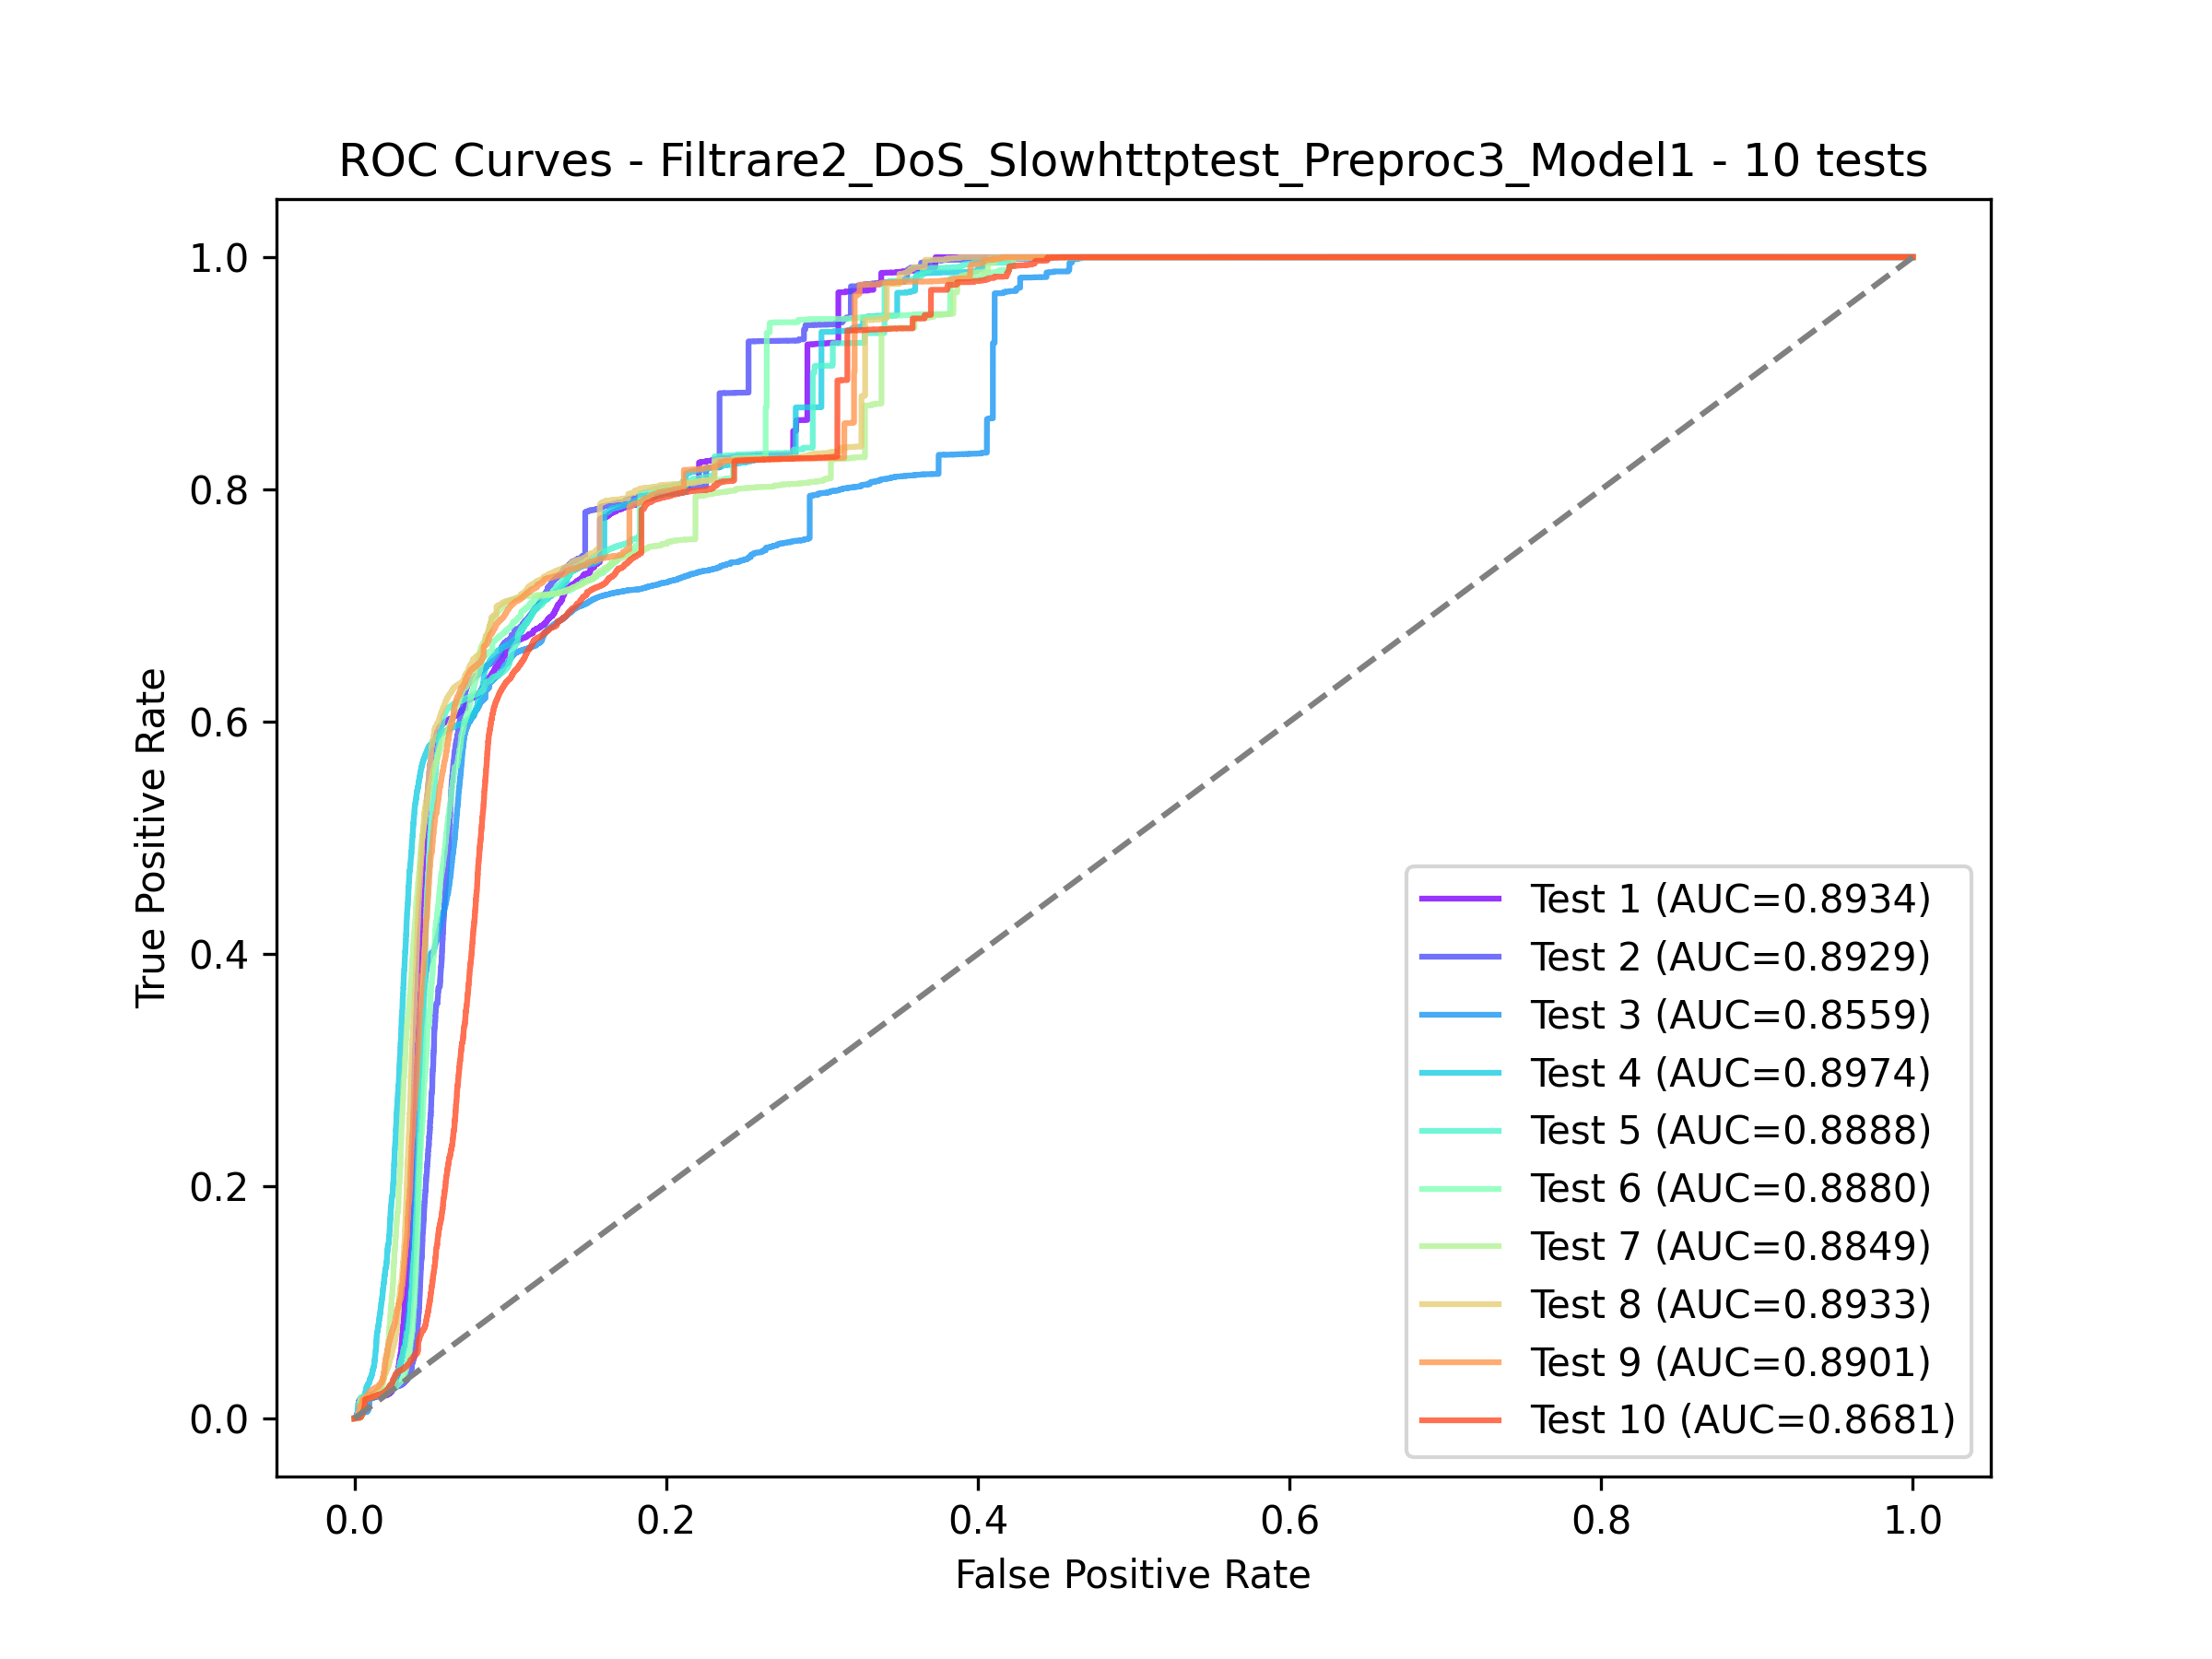 ROC Curves - Filtrare2_DoS_Slowhttptest_Preproc3_Model1 - 10 tests
1.0
0.8
0.6
0.4
0.2
0.0
True Positive Rate
Test 1 (AUC=0.8934)
Test 2 (AUC=0.8929)
Test 3 (AUC=0.8559)
Test 4 (AUC=0.8974)
Test 5 (AUC=0.8888)
Test 6 (AUC=0.8880)
Test 7 (AUC=0.8849)
Test 8 (AUC=0.8933)
Test 9 (AUC=0.8901)
Test 10 (AUC=0.8681)
0.0 0.2 0.4 0.6 0.8 1.0
False Positive Rate